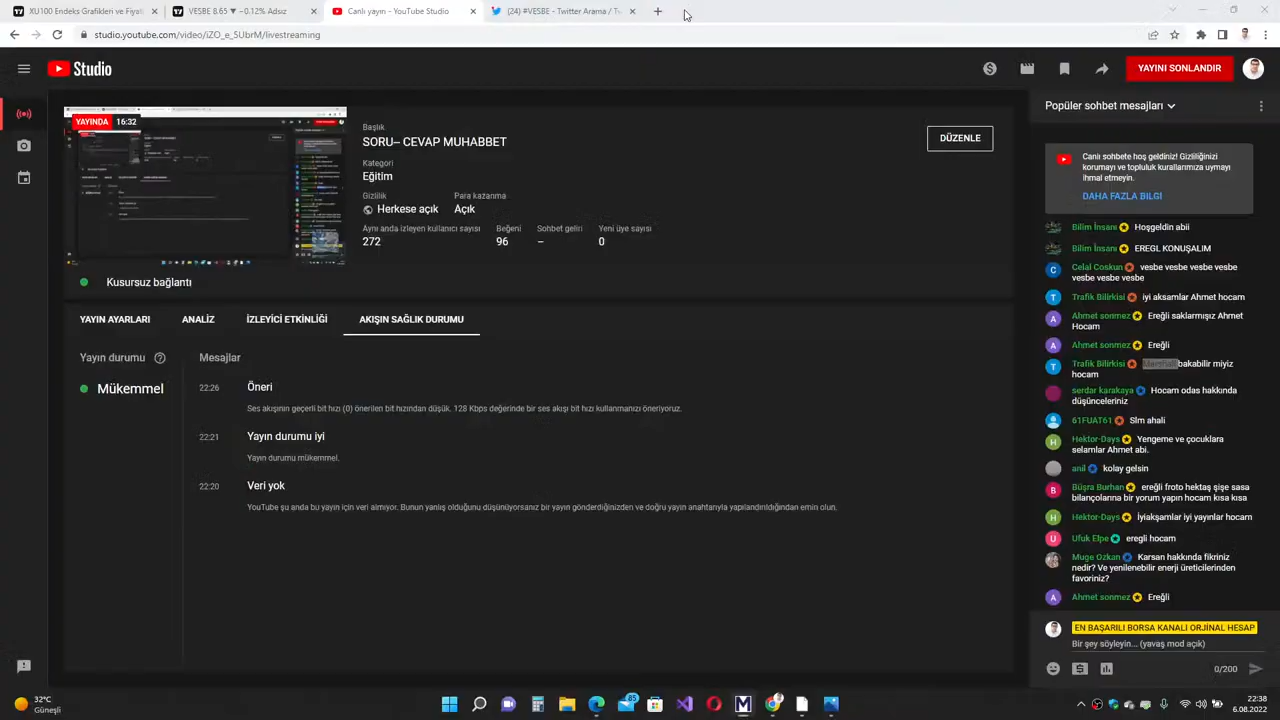 XU100 Endeks Grafikleri ve Fiyatl
VESBE 8.65 ▼ −0.12% Adsız
Canlı yayın - YouTube Studio
(24) #VESBE - Twitter Arama / Tw
studio.youtube.com/video/iZO_e_SUbrM/livestreaming
Studio
YAYINI SONLANDIR
YAYINDA 16:32
Başlık
SORU-- CEVAP MUHABBET
Kategori
Eğitim
Gizlilik Para kazanma
Herkese açık Açık
Aynı anda izleyen kullanıcı sayısı Beğeni Sohbet geliri Yeni üye sayısı
272 96 – 0
DÜZENLE
Kusursuz bağlantı
YAYIN AYARLARI ANALİZ İZLEYİCİ ETKİNLİĞİ AKIŞIN SAĞLIK DURUMU
Yayın durumu
Mükemmel
Mesajlar
22:26 Öneri
Ses akışının geçerli bit hızı (0) önerilen bit hızından düşük. 128 Kbps değerinde bir ses akışı bit hızı kullanmanızı öneriyoruz.
22:21 Yayın durumu iyi
Yayın durumu mükemmel.
22:20 Veri yok
YouTube şu anda bu yayın için veri almıyor. Bunun yanlış olduğunu düşünüyorsanız bir yayın gönderdiğinizden ve doğru yayın anahtarıyla yapılandırıldığından emin olun.
Popüler sohbet mesajları
Canlı sohbete hoş geldiniz! Gizliliğinizi
korumaya ve topluluk kurallarımıza uymayı
ihmal etmeyin.
DAHA FAZLA BILGI
Bilim İnsanı Hoşgeldin abii
Bilim İnsanı EREGL KONUŞALIM
Celal Coskun vesbe vesbe vesbe vesbe
vesbe vesbe vesbe
Trafik Bilirkisi iyi aksamlar Ahmet hocam
Ahmet sonmez Ereğli saklarmışız Ahmet
Hocam
Ahmet sonmez Ereğli
Trafik Bilirkisi Marshall bakabilir miyiz
hocam
serdar karakaya Hocam odas hakkında
düşünceleriniz
61FUAT61 Slm ahali
Hektor-Days Yengeme ve çocuklara
selamlar Ahmet abi.
anil kolay gelsin
Büşra Burhan ereğli froto hektaş şişe sasa
bilançolarına bir yorum yapın hocam kısa kısa
Hektor-Days İyiakşamlar iyi yayınlar hocam
Ufuk Elpe eregli hocam
Muge Ozkan Karsan hakkında fikriniz
nedir? Ve yenilenebilir enerji üreticilerinden
favoriniz?
Ahmet sonmez Ereğli
EN BAŞARILI BORSA KANALI ORJİNAL HESAP
Bir şey söyleyin... (yavaş mod açık)
0/200
32°C
Güneşli
85
22:38
6.08.2022